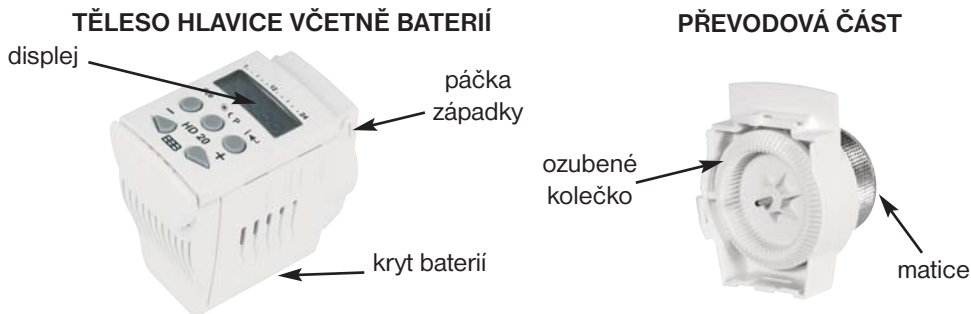 TĚLESO HLAVICE VČETNĚ BATERIÍ
PŘEVODOVÁ ČÁST
displej
páčka
západky
HD 20
ozubené
kolečko
kryt baterií
matice